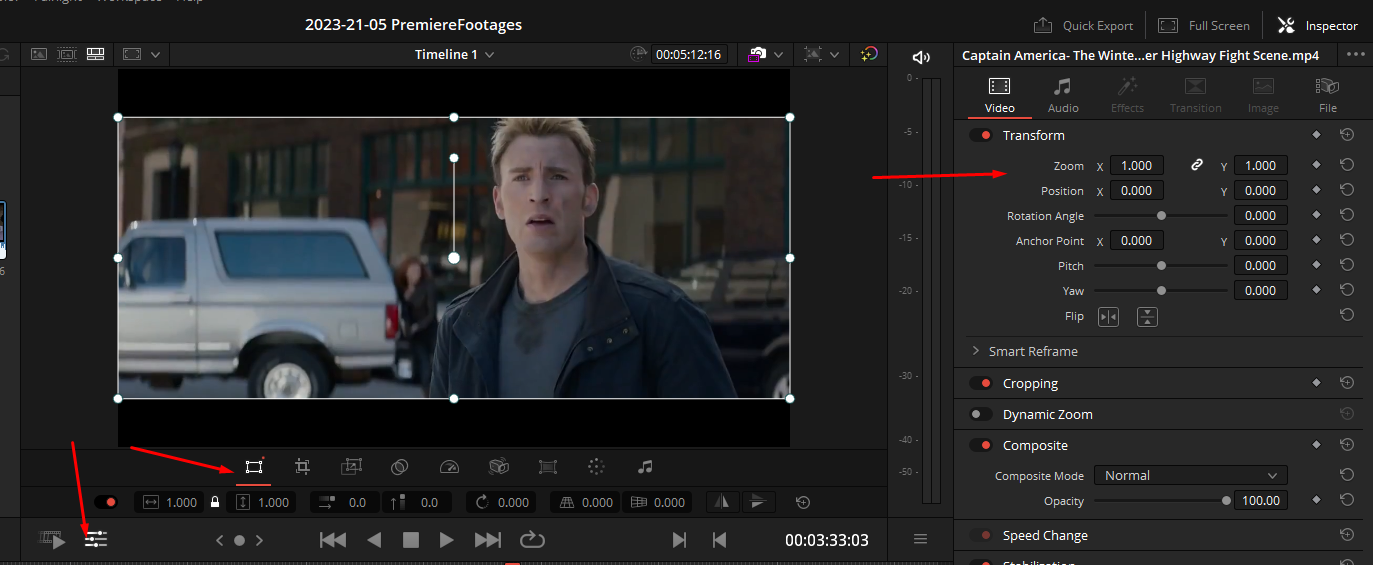 2023-21-05 PremiereFootages
Quick Export
Full Screen
Inspector
Timeline 1
00:05:12:16
Captain America- The Winte...er Highway Fight Scene.mp4
Video
Audio
Effects
Transition
Image
File
Transform
Zoom X 1.000 Y 1.000
Position X 0.000 Y 0.000
Rotation Angle 0.000
Anchor Point X 0.000 Y 0.000
Pitch 0.000
Yaw 0.000
Flip
Smart Reframe
Cropping
Dynamic Zoom
Composite
Composite Mode Normal
Opacity 100.00
Speed Change
0
-5
-10
-15
-20
-30
-40
-50
6
1.000
1.000
0.0
0.0
0.000
0.000
0.000
00:03:33:03